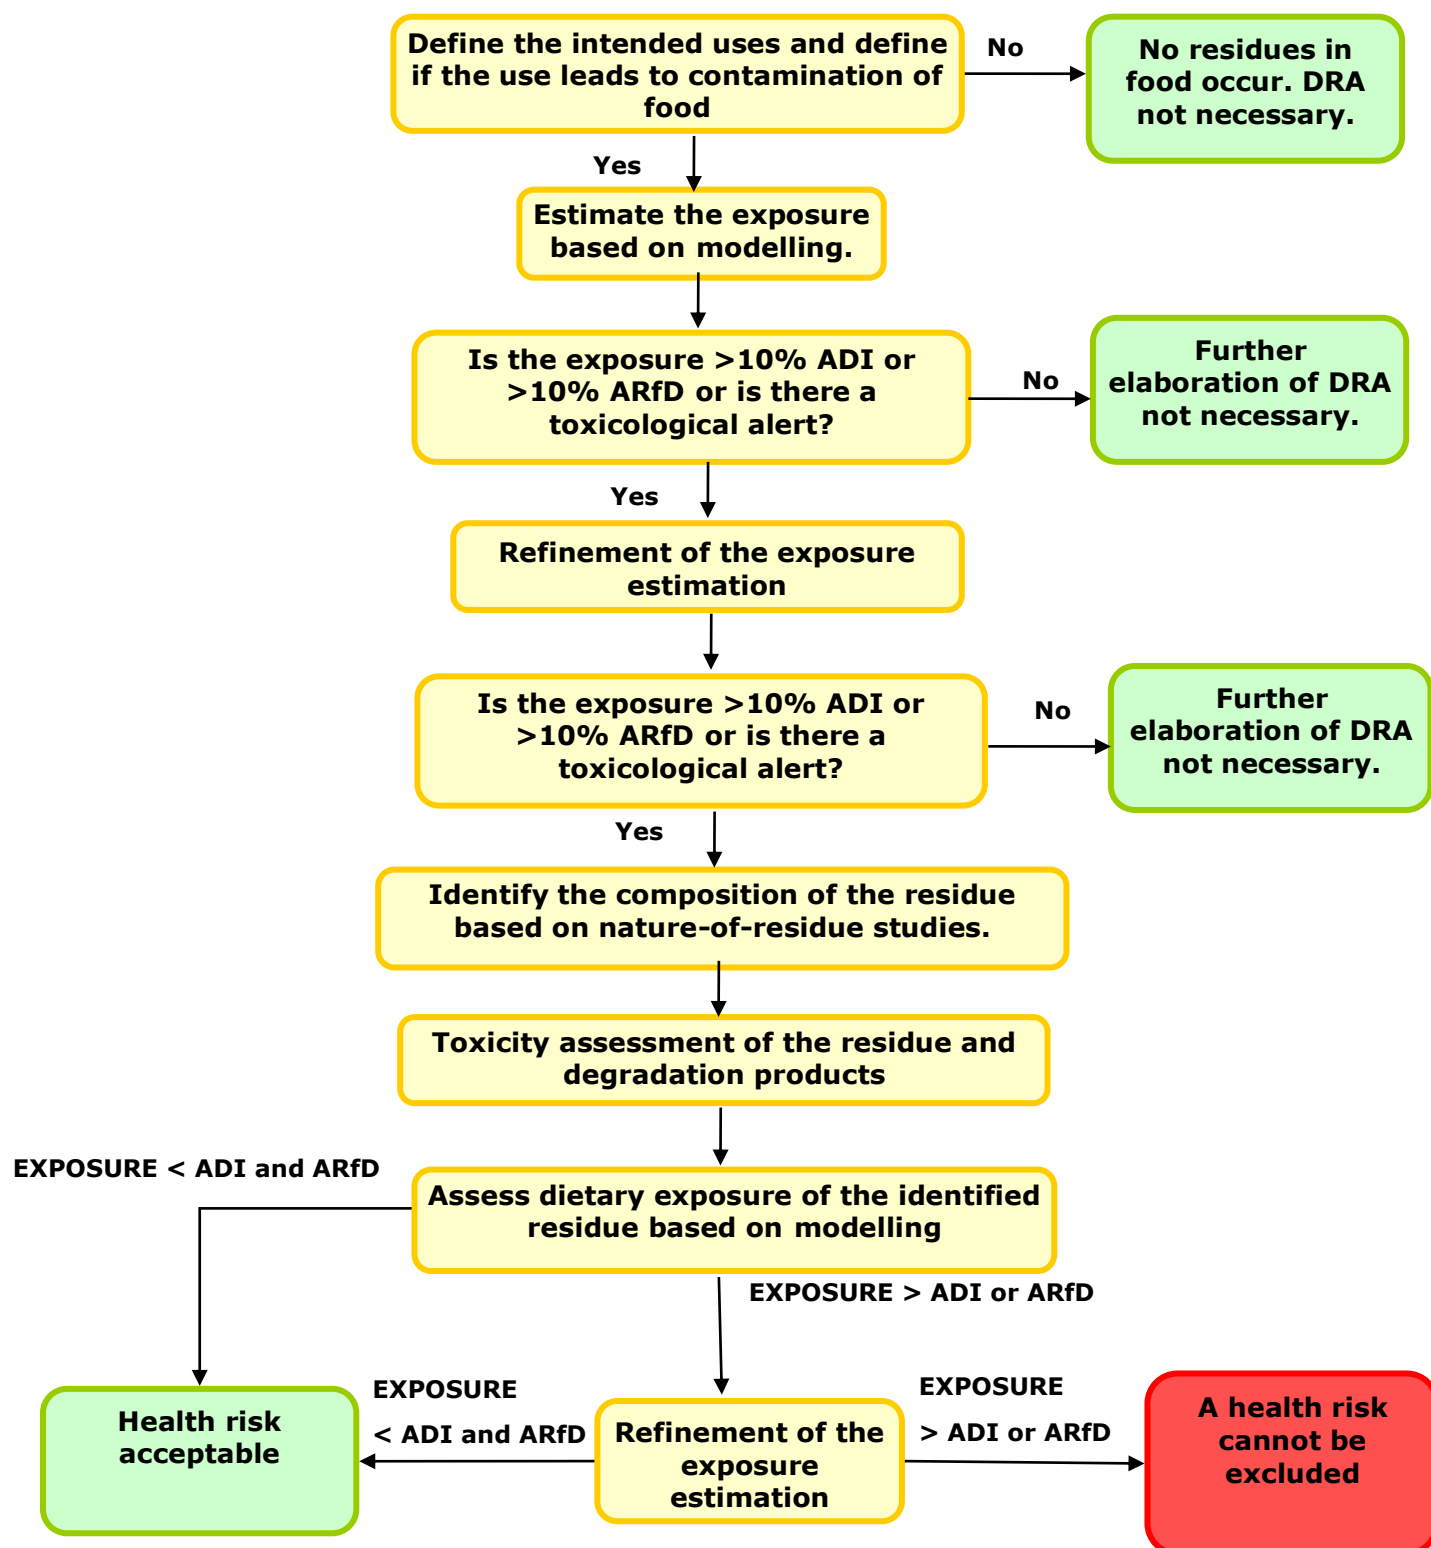 Define the intended uses and define
if the use leads to contamination of
food
No
No residues in
food occur. DRA
not necessary.
Yes
Estimate the exposure
based on modelling.
Is the exposure >10% ADI or
>10% ARfD or is there a
toxicological alert?
No
Further
elaboration of DRA
not necessary.
Yes
Refinement of the exposure
estimation
Is the exposure >10% ADI or
>10% ARfD or is there a
toxicological alert?
No
Further
elaboration of DRA
not necessary.
Yes
Identify the composition of the residue
based on nature-of-residue studies.
Toxicity assessment of the residue and
degradation products
EXPOSURE < ADI and ARfD
Assess dietary exposure of the identified
residue based on modelling
EXPOSURE > ADI or ARfD
Health risk
acceptable
EXPOSURE
< ADI and ARfD
Refinement of the
exposure
estimation
EXPOSURE
> ADI or ARfD
A health risk
cannot be
excluded